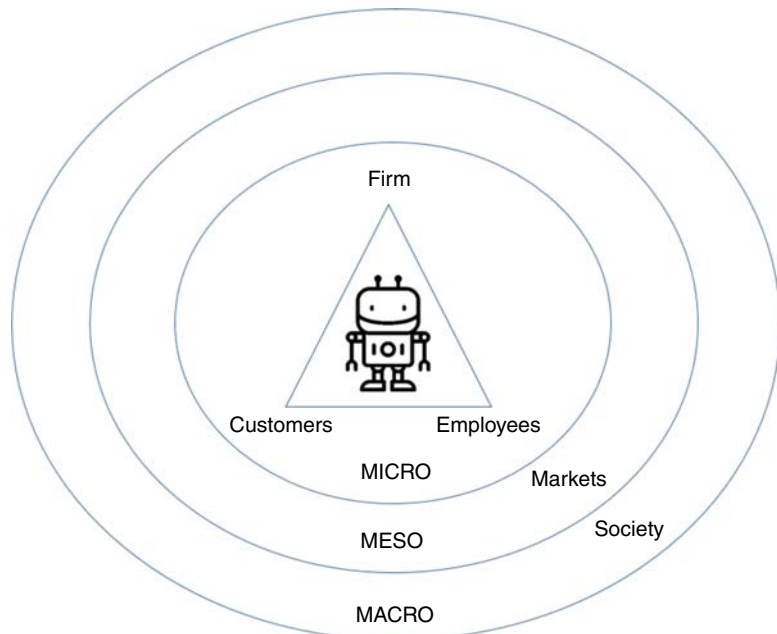 Firm
Customers
Employees
MICRO
Markets
Society
MESO
MACRO